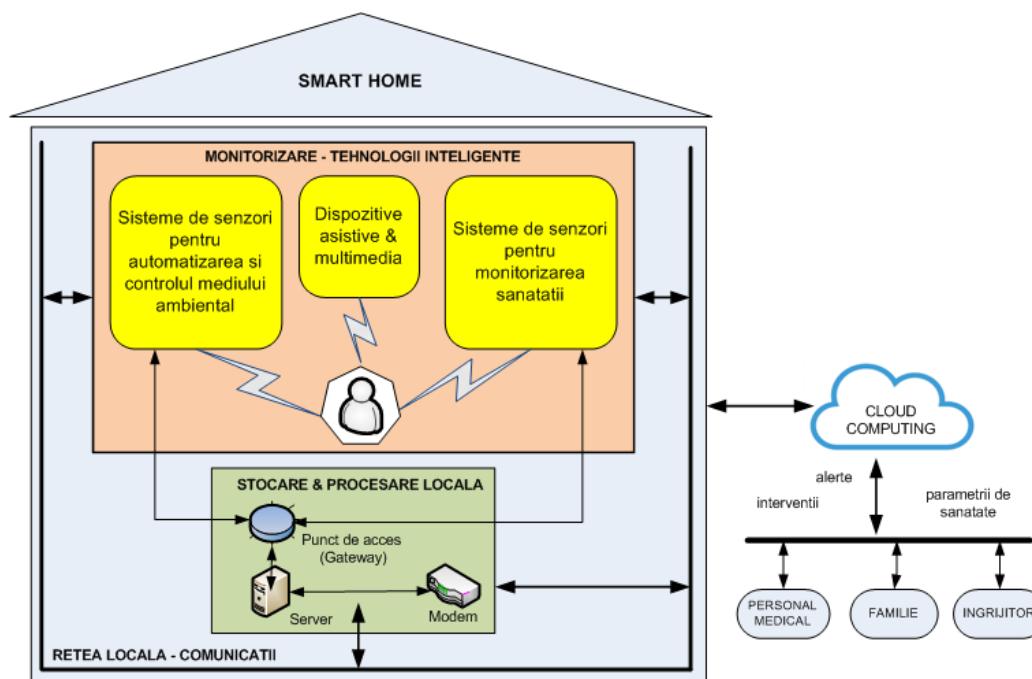 SMART HOME
MONITORIZARE - TEHNOLOGII INTELIGENTE
Sisteme de senzori
pentru
automatizarea si
controlul mediului
ambiental
Dispozitive
asistive &
multimedia
Sisteme de senzori
pentru
monitorizarea
sanatatii
STOCARE & PROCESARE LOCALA
Punct de acces
(Gateway)
Server
Modem
RETEA LOCALA - COMUNICATII
CLOUD
COMPUTING
alerte
interventii
parametrii de
sanatate
PERSONAL
MEDICAL
FAMILIE
INGRIJITOR